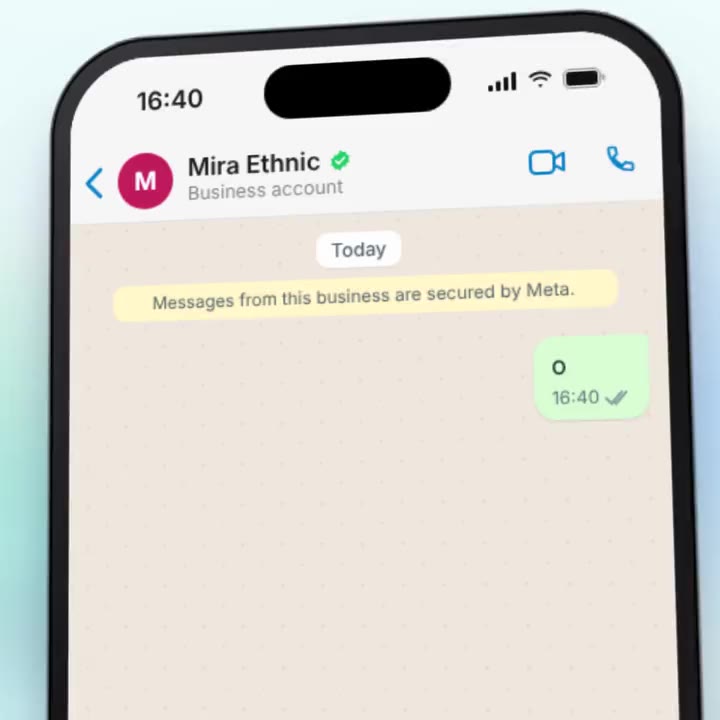 16:40
M
Mira Ethnic
Business account
Today
Messages from this business are secured by Meta.
o
16:40